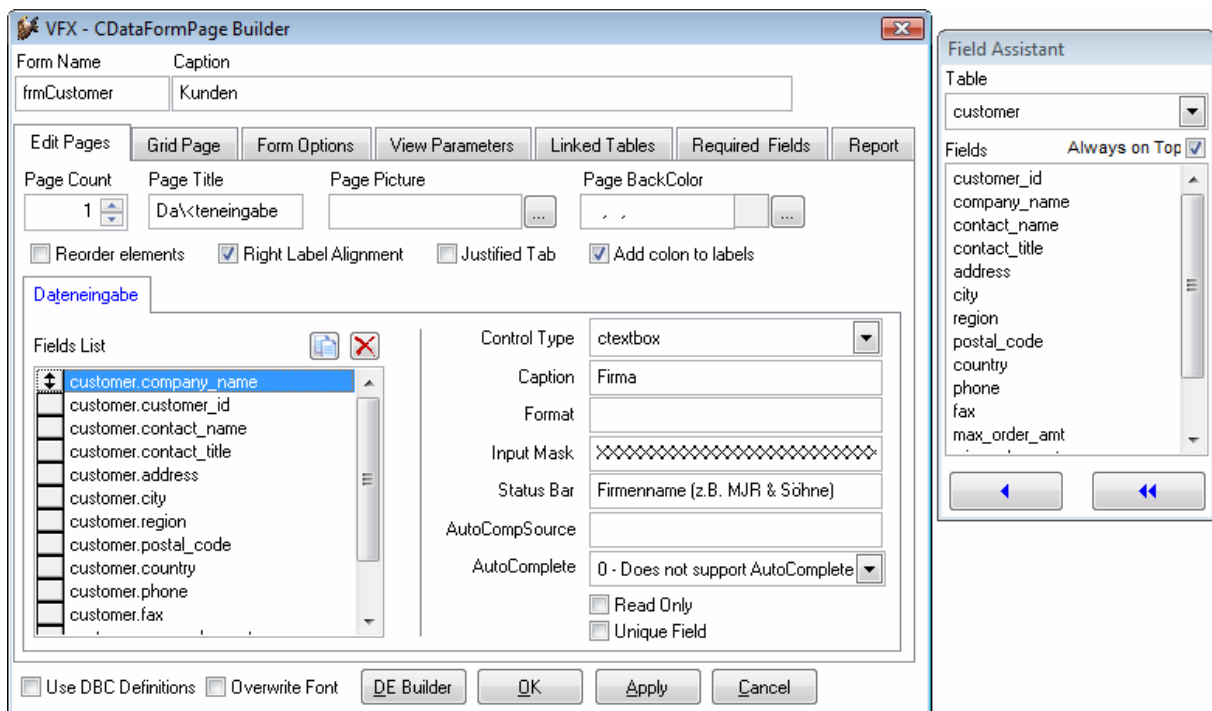 VFX - CDataFormPage Builder
Form Name Caption
frmCustomer Kunden
Edit Pages Grid Page Form Options View Parameters Linked Tables Required Fields Report
Page Count Page Title Page Picture Page BackColor
1 Da\<teneingabe ... , , ...
Reorder elements Right Label Alignment Justified Tab Add colon to labels
Dateneingabe
Fields List
customer.company_name
customer.customer_id
customer.contact_name
customer.contact_title
customer.address
customer.city
customer.region
customer.postal_code
customer.country
customer.phone
customer.fax
Control Type ctextbox
Caption Firma
Format
Input Mask XXXXXXXXXXXXXXXXXXXXXXXXXX
Status Bar Firmenname (z.B. MJR & Söhne)
AutoCompSource
AutoComplete 0 - Does not support AutoComplete
Read Only
Unique Field
Use DBC Definitions Overwrite Font DE Builder OK Apply Cancel
Field Assistant
Table
customer
Fields Always on Top
customer_id
company_name
contact_name
contact_title
address
city
region
postal_code
country
phone
fax
max_order_amt